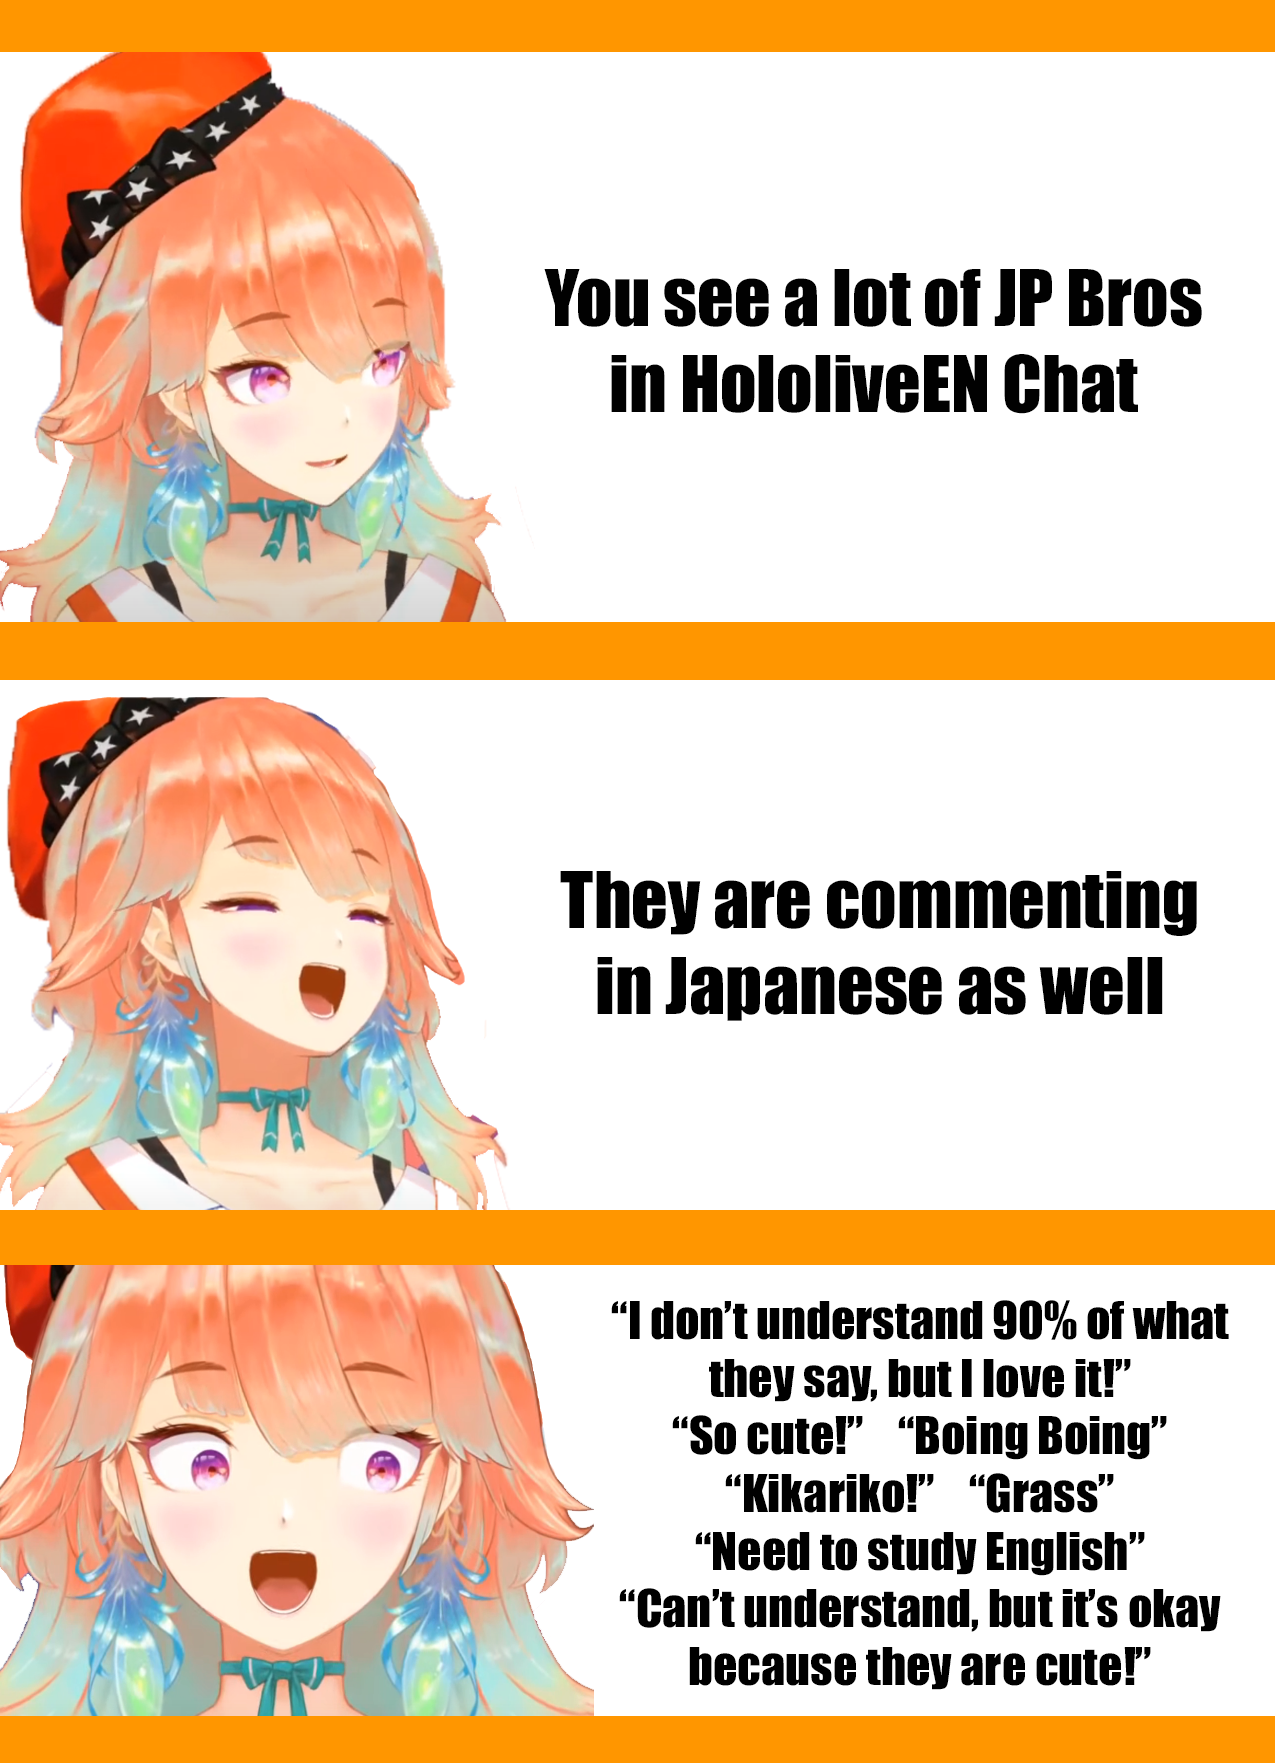 You see a lot of JP Bros
in HololiveEN Chat
They are commenting
in Japanese as well
“I don’t understand 90% of what
they say, but I love it!”
“So cute!” “Boing Boing”
“Kikariko!” “Grass”
“Need to study English”
“Can’t understand, but it’s okay
because they are cute!”